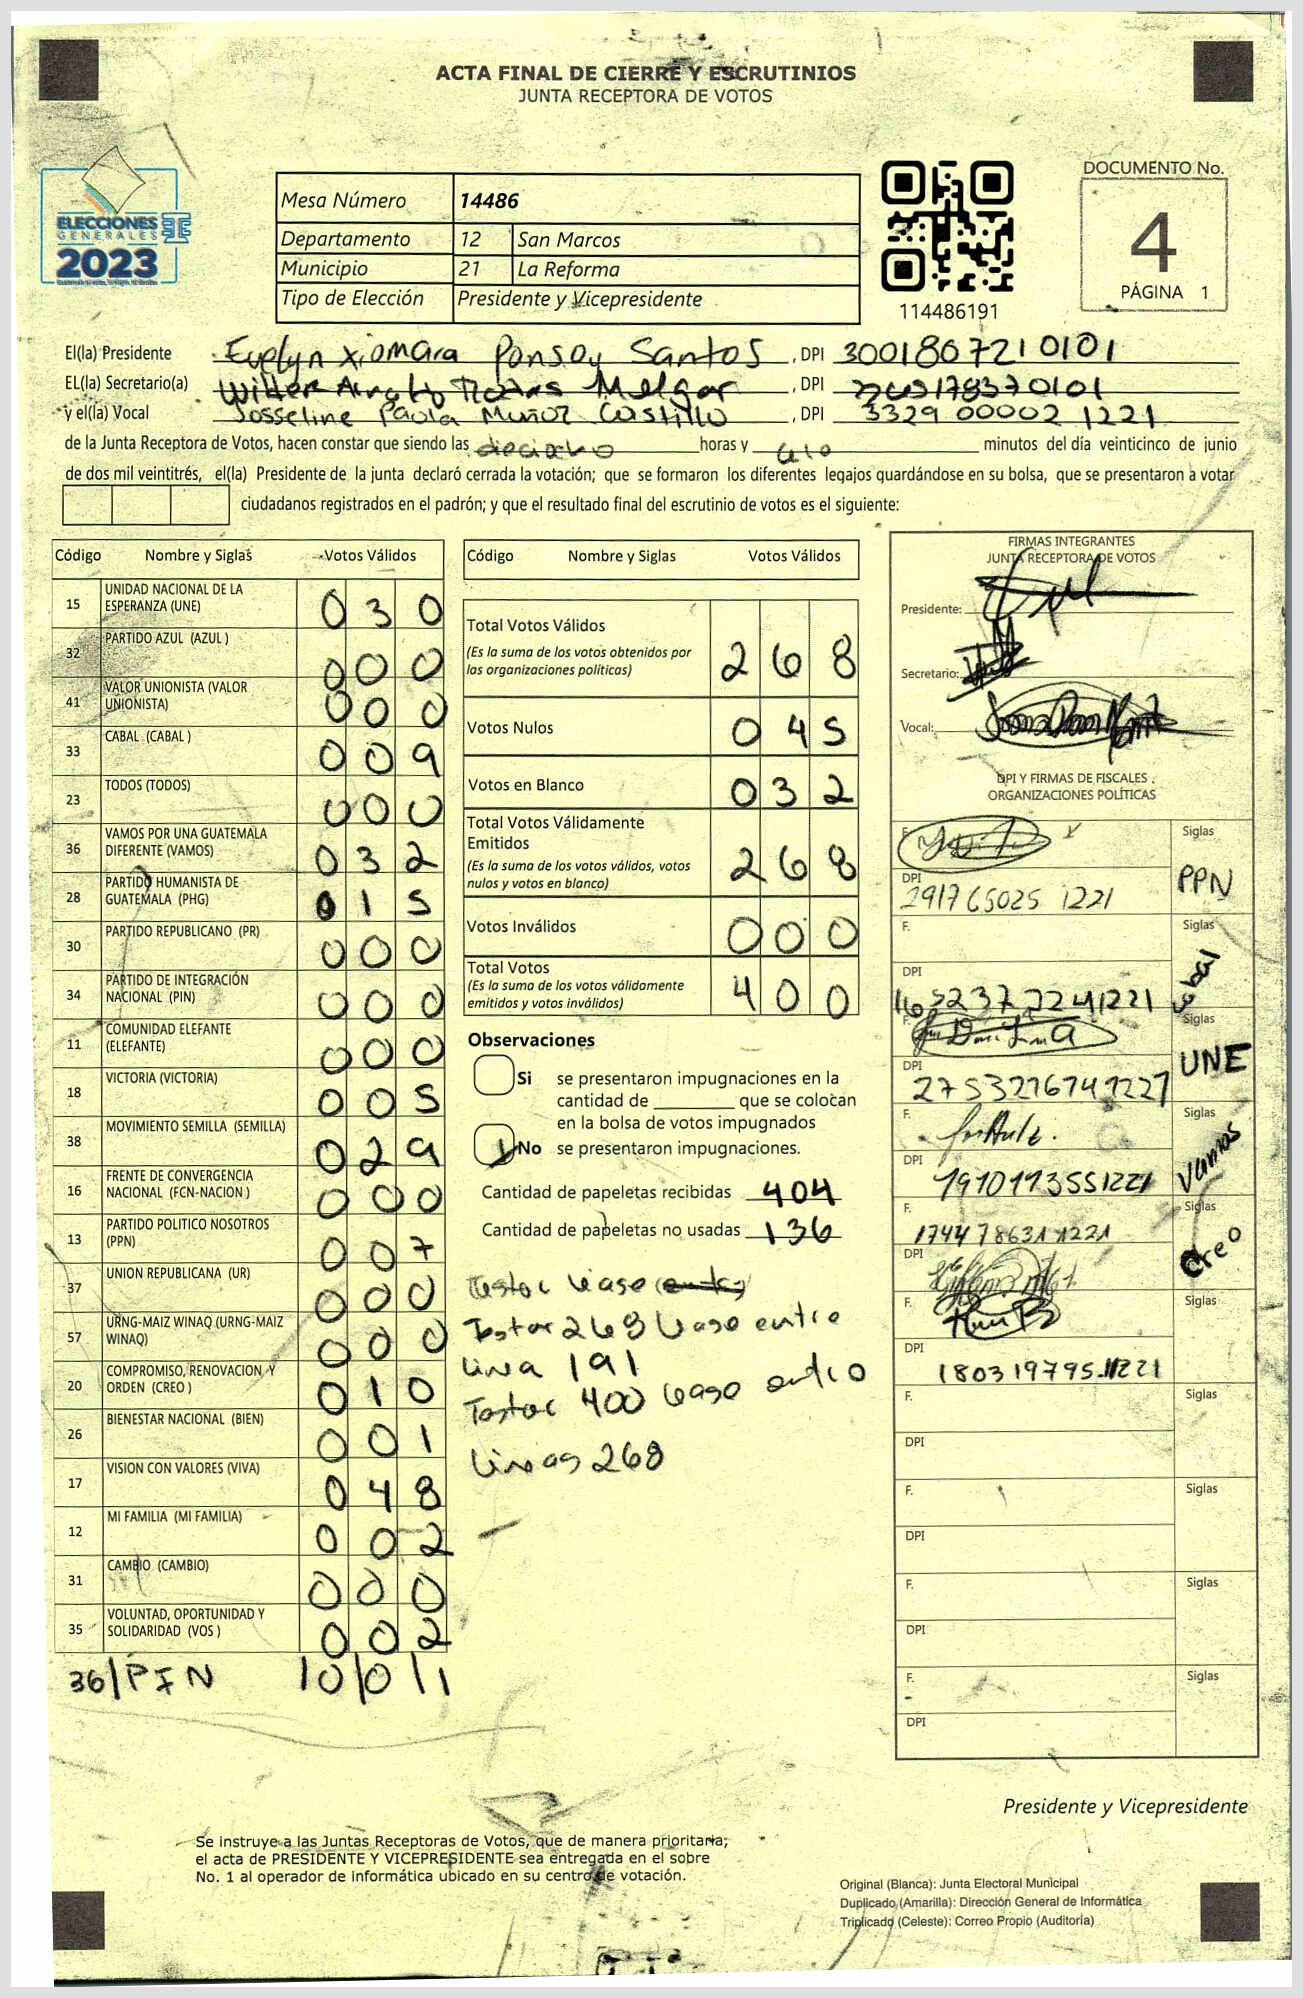 ACTA FINAL DE CIERRE Y ESCRUTINIOS
JUNTA RECEPTORA DE VOTOS
ELECCIONES
GENERALES
2023
Mesa Número 14486
Departamento 12 San Marcos
Municipio 21 La Reforma
Tipo de Elección Presidente y Vicepresidente
114486191
DOCUMENTO No.
4
PÁGINA 1
El(la) Presidente Evelyn Xiomara Ponsoy Santos, DPI 3001867210101
EL(la) Secretario(a) Melgar, DPI
y el(la) Vocal Josseline Paola Muñoz Castillo, DPI 3329 00002 1221
de la Junta Receptora de Votos, hacen constar que siendo las dieciocho horas y cero minutos del día veinticinco de junio
de dos mil veintitrés, el(la) Presidente de la junta declaró cerrada la votación; que se formaron los diferentes legajos guardándose en su bolsa, que se presentaron a votar
ciudadanos registrados en el padrón; y que el resultado final del escrutinio de votos es el siguiente:
Código Nombre y Siglas Votos Válidos
15 UNIDAD NACIONAL DE LA ESPERANZA (UNE) 0 3 0
32 PARTIDO AZUL (AZUL ) 0 0 0
41 VALOR UNIONISTA (VALOR UNIONISTA) 0 0 0
33 CABAL (CABAL ) 0 0 9
23 TODOS (TODOS) 0 0 0
36 VAMOS POR UNA GUATEMALA DIFERENTE (VAMOS) 0 3 2
28 PARTIDO HUMANISTA DE GUATEMALA (PHG) 0 1 5
30 PARTIDO REPUBLICANO (PR) 0 0 0
34 PARTIDO DE INTEGRACIÓN NACIONAL (PIN) 0 0 0
11 COMUNIDAD ELEFANTE (ELEFANTE) 0 0 0
18 VICTORIA (VICTORIA) 0 0 5
38 MOVIMIENTO SEMILLA (SEMILLA) 0 2 9
16 FRENTE DE CONVERGENCIA NACIONAL (FCN-NACION ) 0 0 0
13 PARTIDO POLITICO NOSOTROS (PPN) 0 0 7
37 UNION REPUBLICANA (UR) 0 0 0
57 URNG-MAIZ WINAQ (URNG-MAIZ WINAQ) 0 0 0
20 COMPROMISO, RENOVACION Y ORDEN (CREO ) 0 1 0
26 BIENESTAR NACIONAL (BIEN) 0 0 1
17 VISION CON VALORES (VIVA) 0 4 8
12 MI FAMILIA (MI FAMILIA) 0 0 2
31 CAMBIO (CAMBIO) 0 0 0
35 VOLUNTAD, OPORTUNIDAD Y SOLIDARIDAD (VOS ) 0 0 2
36/PIN /0/0/1
Código Nombre y Siglas Votos Válidos
Total Votos Válidos 2 6 8
(Es la suma de los votos obtenidos por
las organizaciones políticas)
Votos Nulos 0 4 5
Votos en Blanco 0 3 2
Total Votos Válidamente
Emitidos 2 6 8
(Es la suma de los votos válidos, votos
nulos y votos en blanco)
Votos Inválidos 0 0 0
Total Votos 4 0 0
(Es la suma de los votos válidamente
emitidos y votos inválidos)
Observaciones
Si se presentaron impugnaciones en la
cantidad de ________ que se colocan
en la bolsa de votos impugnados
No se presentaron impugnaciones.
Cantidad de papeletas recibidas 404
Cantidad de papeletas no usadas 136
Testar léase
Testar 268 léase entre
línea 191
Testar 400 léase entre
líneas 268
FIRMAS INTEGRANTES
JUNTA RECEPTORA DE VOTOS
Presidente:
Secretario:
Vocal:
DPI Y FIRMAS DE FISCALES
ORGANIZACIONES POLÍTICAS
F. Siglas
DPI 2917 65025 1221 PPN
F. Siglas
DPI
F. Siglas
DPI UNE
F. Siglas
DPI 1910113551221 Vamos
F. Siglas
1744786311221
DPI Creo
F. Siglas
DPI 180319795 1221
F. Siglas
DPI
F. Siglas
DPI
F. Siglas
DPI
F. Siglas
DPI
Presidente y Vicepresidente
Se instruye a las Juntas Receptoras de Votos, que de manera prioritaria;
el acta de PRESIDENTE Y VICEPRESIDENTE sea entregada en el sobre
No. 1 al operador de informática ubicado en su centro de votación.
Original (Blanca): Junta Electoral Municipal
Duplicado (Amarilla): Dirección General de Informática
Triplicado (Celeste): Correo Propio (Auditoría)